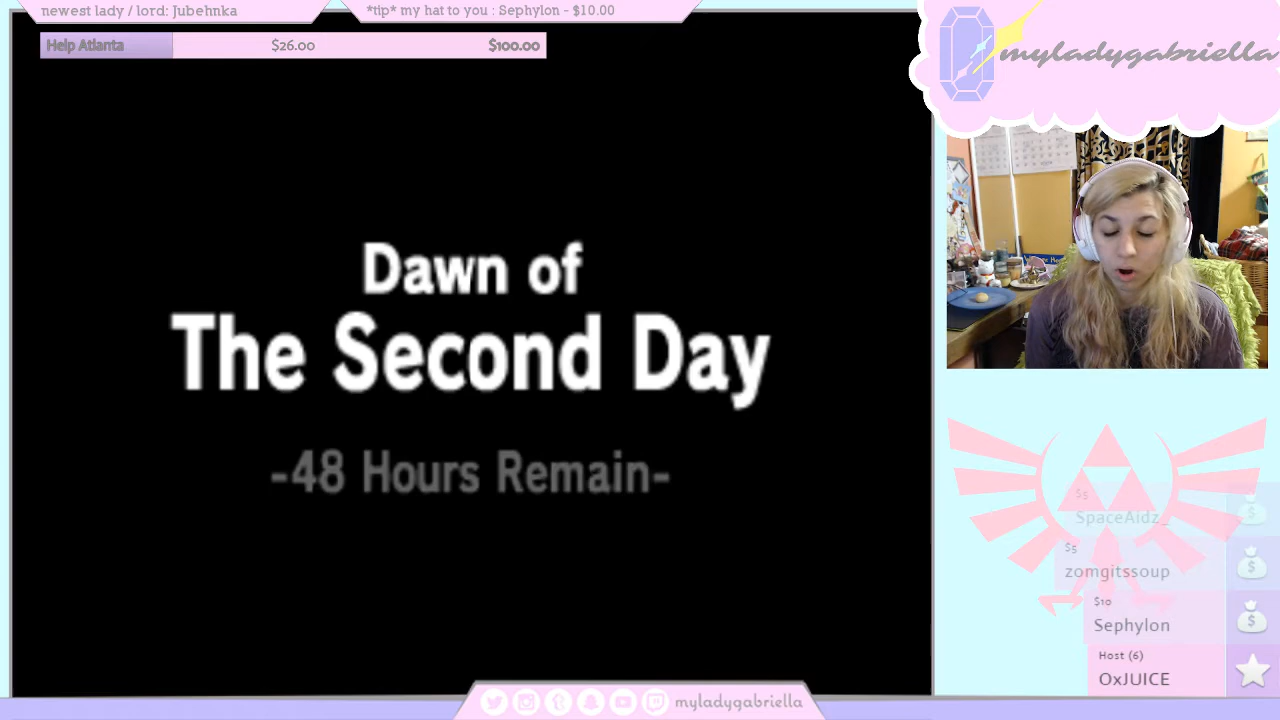 newest lady / lord: Jubehnka
*tip* my hat to you : Sephylon - $10.00
Help Atlanta $26.00 $100.00
myladygabriella
Dawn of
The Second Day
-48 Hours Remain-
$5
SpaceAidz_
$5
zomgitssoup
$10
Sephylon
Host (6)
OxJUICE
myladygabriella